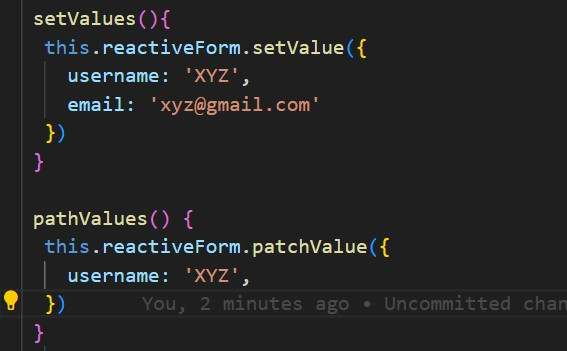 setValues(){
this.reactiveForm.setValue({
username: 'XYZ',
email: 'xyz@gmail.com'
})
}
pathValues() {
this.reactiveForm.patchValue({
username: 'XYZ',
}) You, 2 minutes ago • Uncommitted chan
}